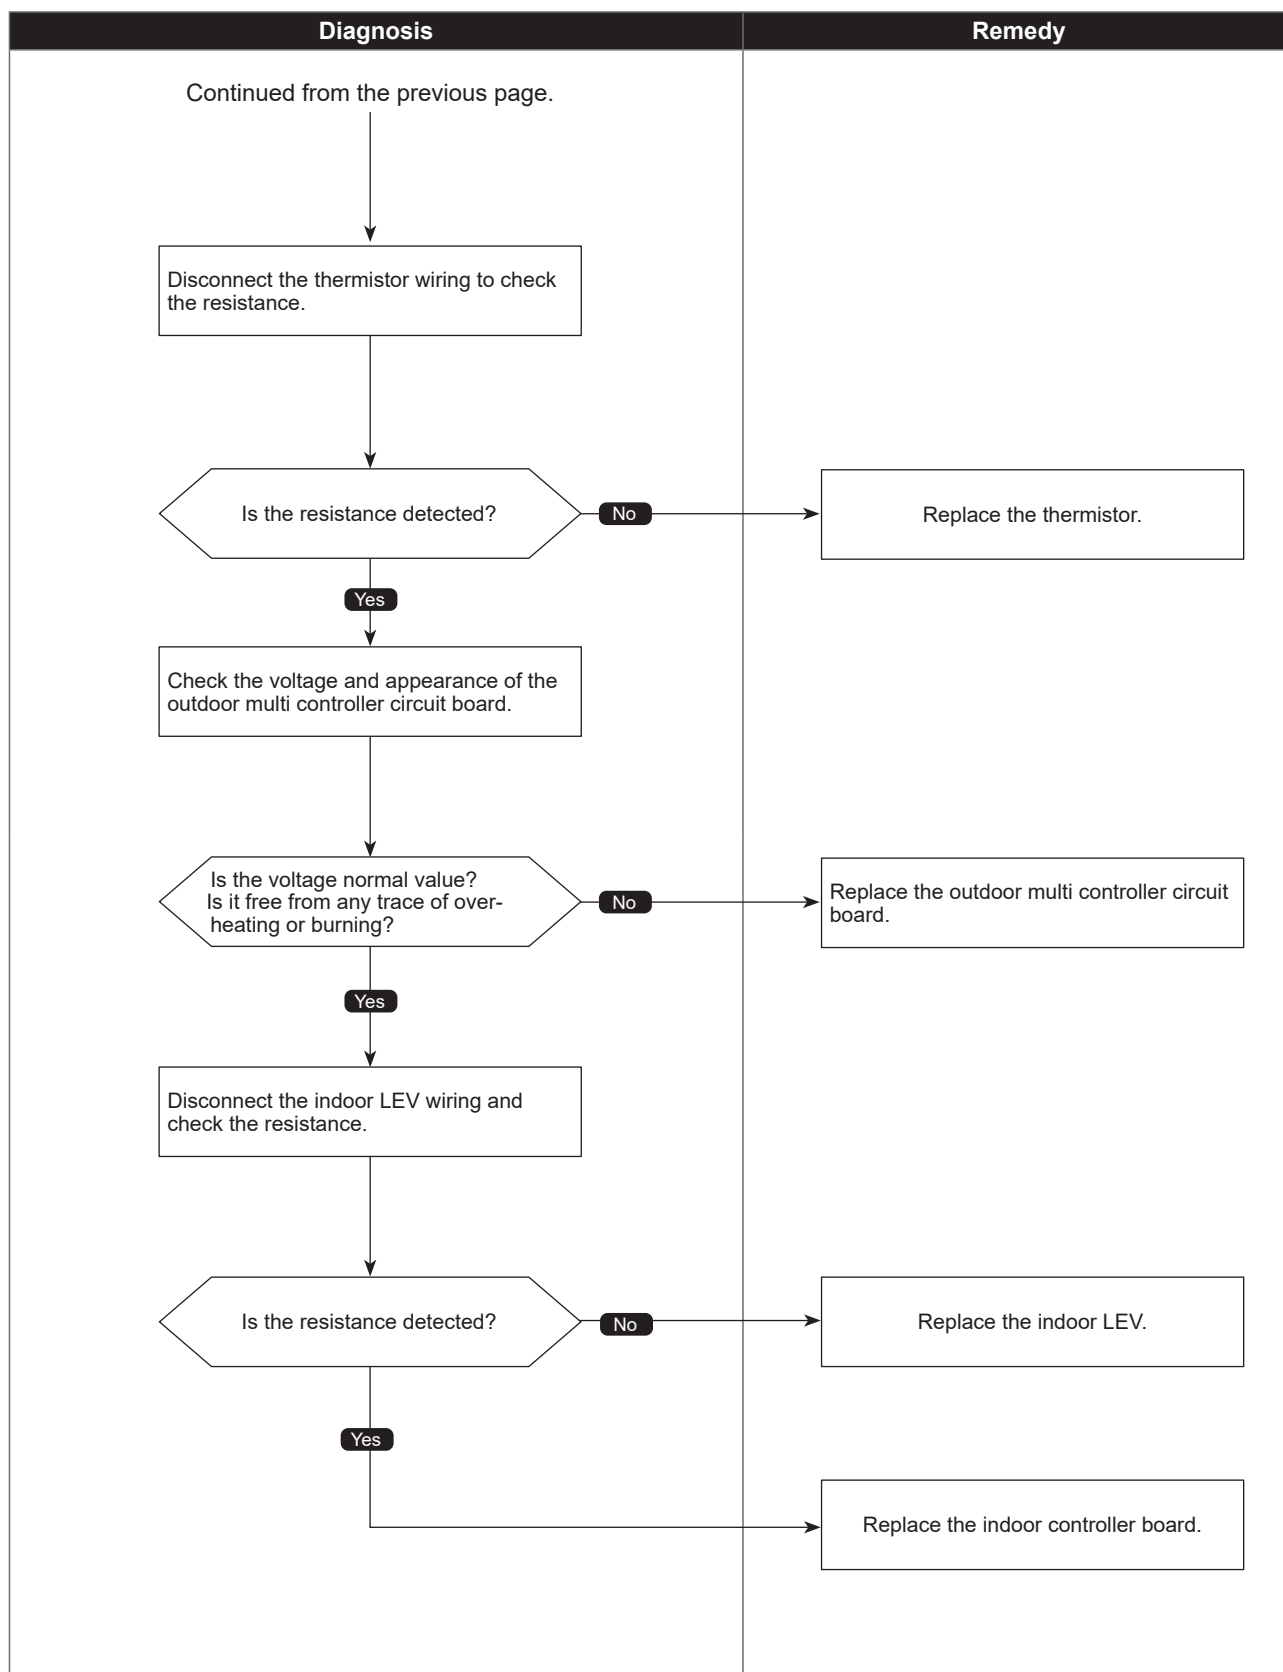 Diagnosis
Remedy
Continued from the previous page.
Disconnect the thermistor wiring to check
the resistance.
Is the resistance detected?
No
Replace the thermistor.
Yes
Check the voltage and appearance of the
outdoor multi controller circuit board.
Is the voltage normal value?
Is it free from any trace of over-
heating or burning?
No
Replace the outdoor multi controller circuit
board.
Yes
Disconnect the indoor LEV wiring and
check the resistance.
Is the resistance detected?
No
Replace the indoor LEV.
Yes
Replace the indoor controller board.